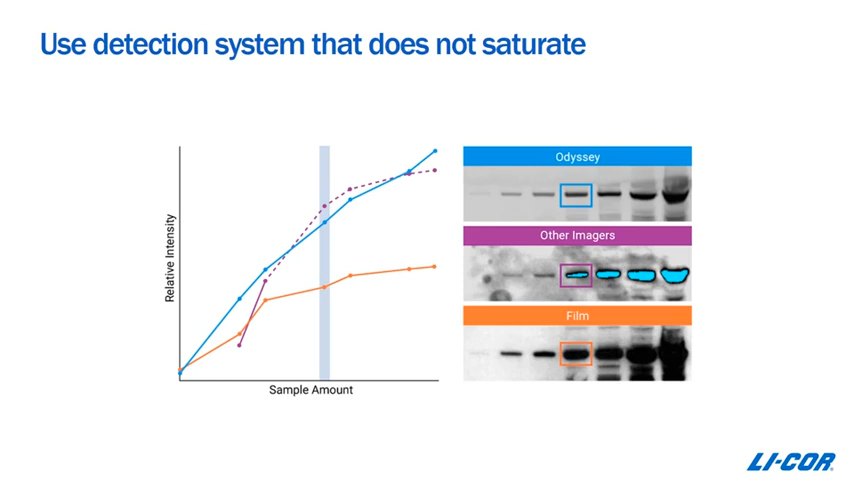 Use detection system that does not saturate
Relative Intensity
Sample Amount
Odyssey
Other Imagers
Film
LI-COR